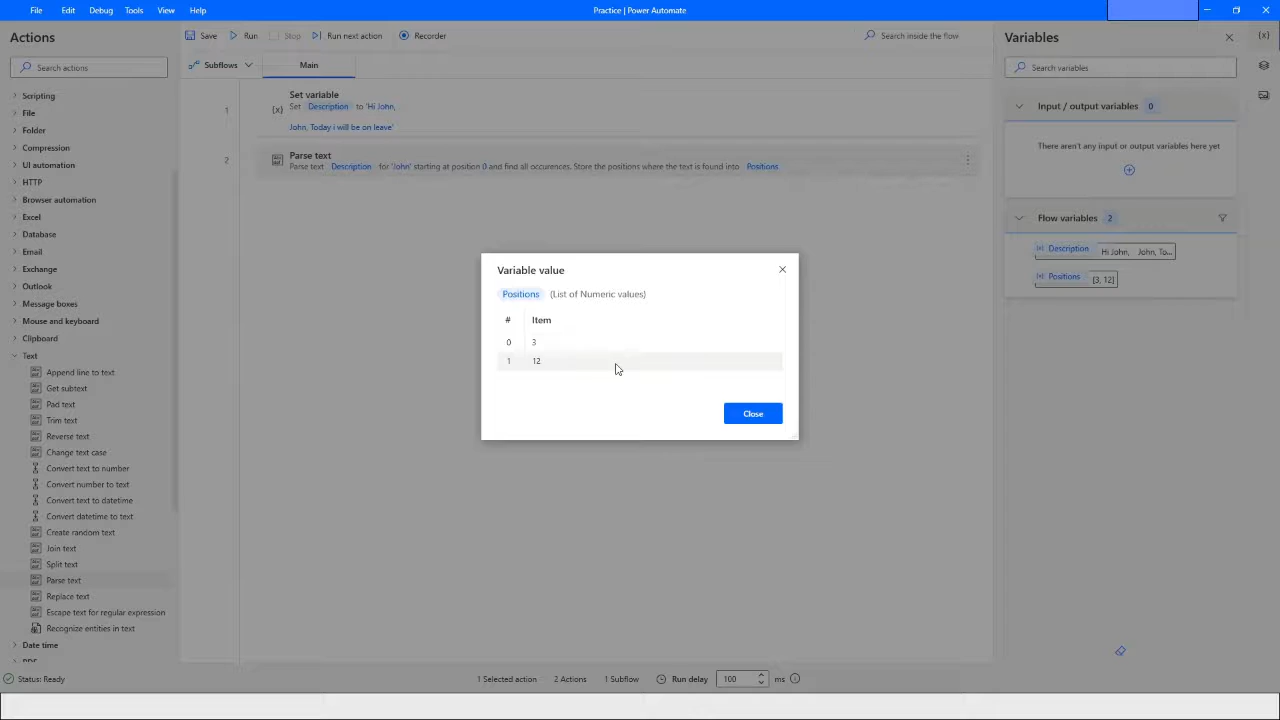 File Edit Debug Tools View Help
Practice | Power Automate
Actions
Search actions
Scripting
File
Folder
Compression
UI automation
HTTP
Browser automation
Excel
Database
Email
Exchange
Outlook
Message boxes
Mouse and keyboard
Clipboard
Text
Append line to text
Get subtext
Pad text
Trim text
Reverse text
Change text case
Convert text to number
Convert number to text
Convert text to datetime
Convert datetime to text
Create random text
Join text
Split text
Parse text
Replace text
Escape text for regular expression
Recognize entities in text
Date time
Save Run Stop Run next action Recorder
Search inside the flow
Subflows Main
1
Set variable
{x} Set Description to 'Hi John,
John, Today i will be on leave'
2
Parse text
Parse text Description for 'John' starting at position 0 and find all occurences. Store the positions where the text is found into Positions
Variable value
Positions (List of Numeric values)
# Item
0 3
1 12
Close
Variables
{x}
Search variables
Input / output variables 0
There aren't any input or output variables here yet
Flow variables 2
Description Hi John, John, To...
Positions [3, 12]
Status: Ready 1 Selected action 2 Actions 1 Subflow Run delay 100 ms